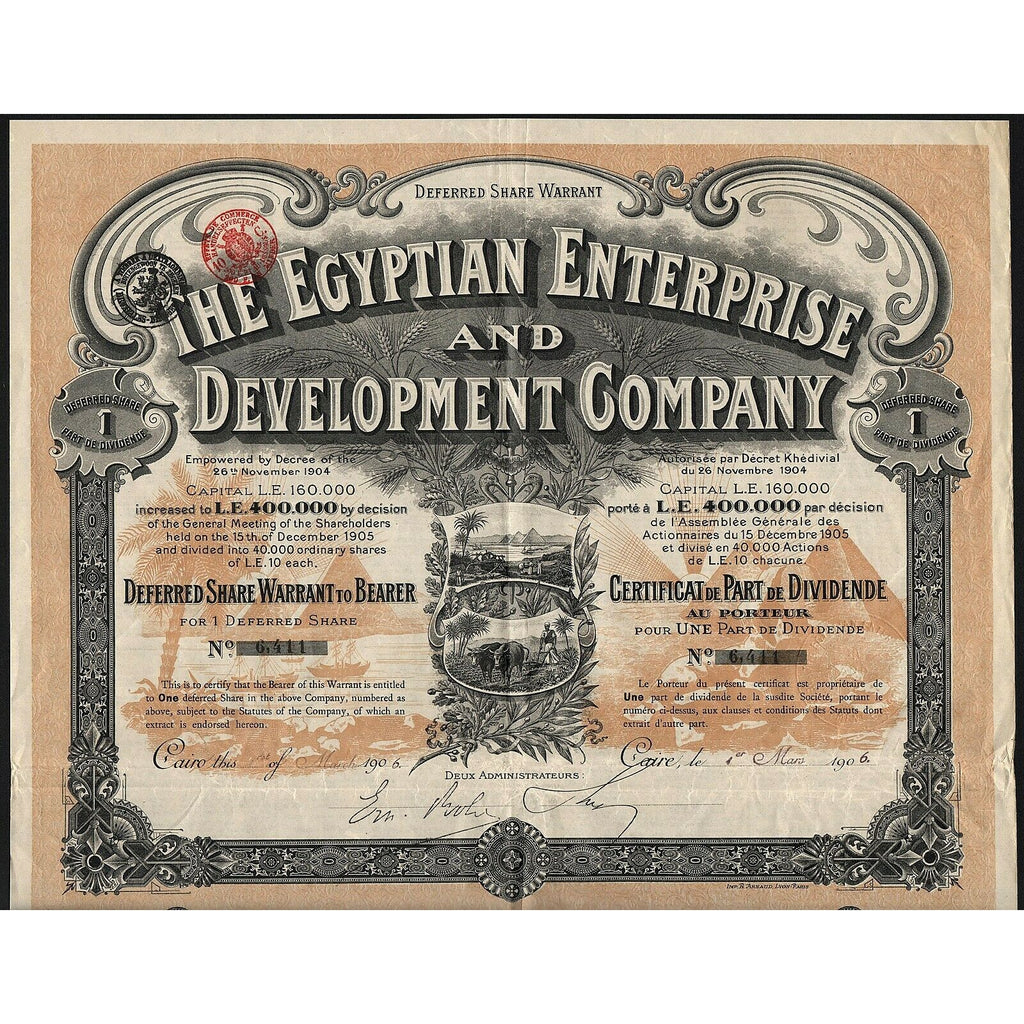 DEFERRED SHARE WARRANT
THE EGYPTIAN ENTERPRISE
AND
DEVELOPMENT COMPANY
DEFERRED SHARE
1
PART DE DIVIDENDE
DEFERRED SHARE
1
PART DE DIVIDENDE
Empowered by Decree of the
26th November 1904
CAPITAL L.E. 160.000
increased to L.E. 400.000 by decision
of the General Meeting of the Shareholders
held on the 15th. of December 1905
and divided into 40.000 ordinary shares
of L.E. 10 each.
DEFERRED SHARE WARRANT TO BEARER
FOR 1 DEFERRED SHARE
No. 6,411
This is to certify that the Bearer of this Warrant is entitled
to One deferred Share in the above Company, numbered as
above, subject to the Statutes of the Company, of which an
extract is endorsed hereon.
Cairo this of March 1906.
Autorisée par Décret Khédivial
du 26 Novembre 1904
CAPITAL L.E. 160.000
porté à L.E. 400.000 par décision
de l'Assemblée Générale des
Actionnaires du 15 Décembre 1905
et divisé en 40.000 Actions
de L.E. 10 chacune.
CERTIFICAT DE PART DE DIVIDENDE
AU PORTEUR
POUR UNE PART DE DIVIDENDE
No. 6,411
Le Porteur du présent certificat est propriétaire de
Une part de dividende de la susdite Société, portant le
numéro ci-dessus, aux clauses et conditions des Statuts dont
extrait d'autre part.
Caire, le 1er Mars 1906.
DEUX ADMINISTRATEURS:
IMP. B. ARNAUD, LYON-PARIS